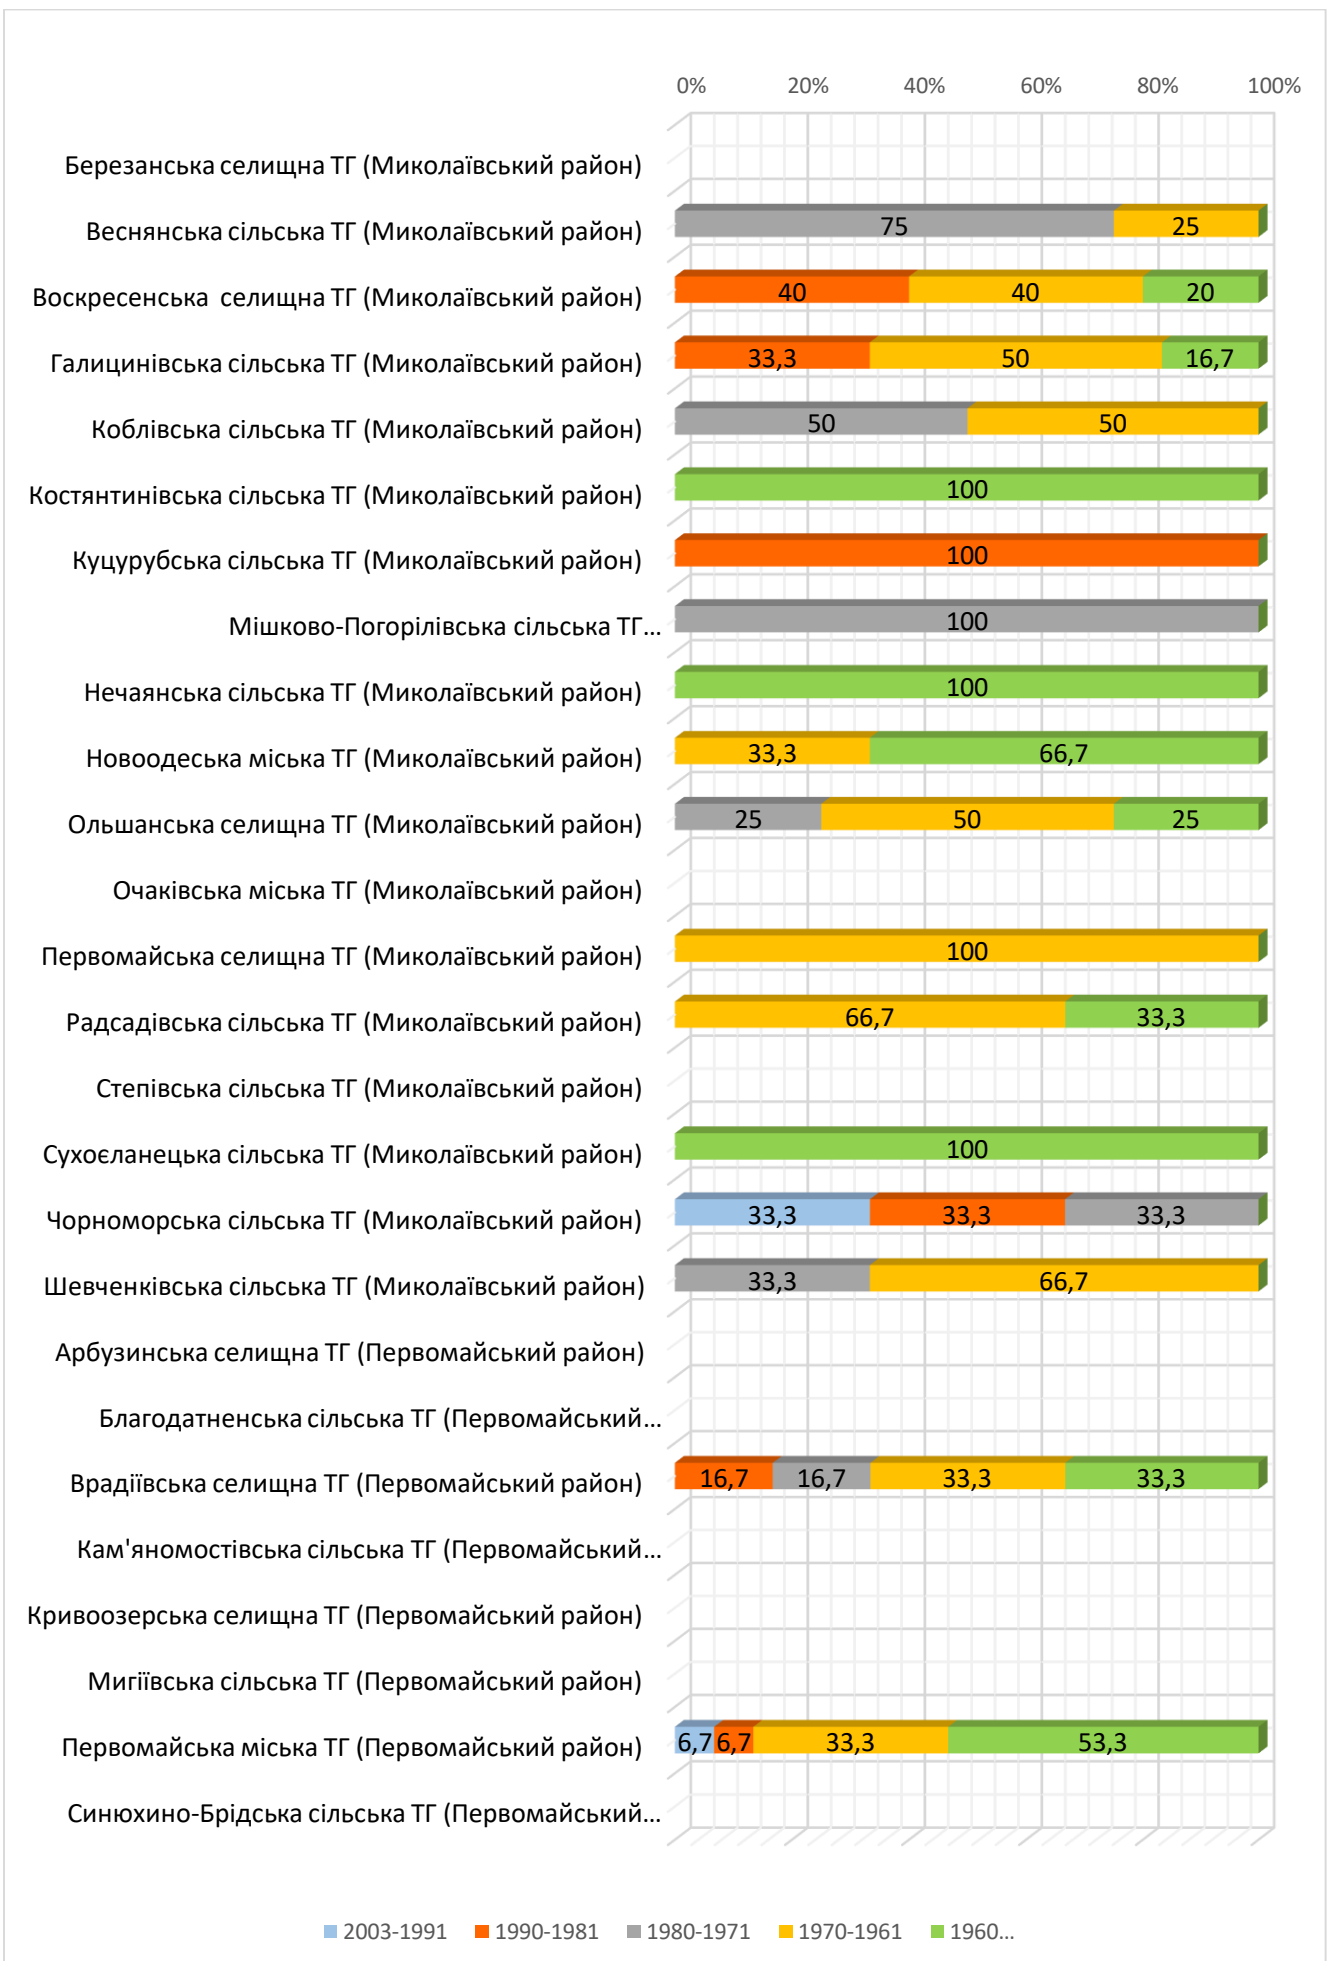 0% 20% 40% 60% 80% 100%
Березанська селищна ТГ (Миколаївський район)
Веснянська сільська ТГ (Миколаївський район) 75 25
Воскресенська селищна ТГ (Миколаївський район) 40 40 20
Галицинівська сільська ТГ (Миколаївський район) 33,3 50 16,7
Коблівська сільська ТГ (Миколаївський район) 50 50
Костянтинівська сільська ТГ (Миколаївський район) 100
Куцурубська сільська ТГ (Миколаївський район) 100
Мішково-Погорілівська сільська ТГ... 100
Нечаянська сільська ТГ (Миколаївський район) 100
Новоодеська міська ТГ (Миколаївський район) 33,3 66,7
Ольшанська селищна ТГ (Миколаївський район) 25 50 25
Очаківська міська ТГ (Миколаївський район)
Первомайська селищна ТГ (Миколаївський район) 100
Радсадівська сільська ТГ (Миколаївський район) 66,7 33,3
Степівська сільська ТГ (Миколаївський район)
Сухоєланецька сільська ТГ (Миколаївський район) 100
Чорноморська сільська ТГ (Миколаївський район) 33,3 33,3 33,3
Шевченківська сільська ТГ (Миколаївський район) 33,3 66,7
Арбузинська селищна ТГ (Первомайський район)
Благодатненська сільська ТГ (Первомайський...
Врадіївська селищна ТГ (Первомайський район) 16,7 16,7 33,3 33,3
Кам'яномостівська сільська ТГ (Первомайський...
Кривоозерська селищна ТГ (Первомайський район)
Мигіївська сільська ТГ (Первомайський район)
Первомайська міська ТГ (Первомайський район) 6,7 6,7 33,3 53,3
Синюхино-Брідська сільська ТГ (Первомайський...
2003-1991 1990-1981 1980-1971 1970-1961 1960...